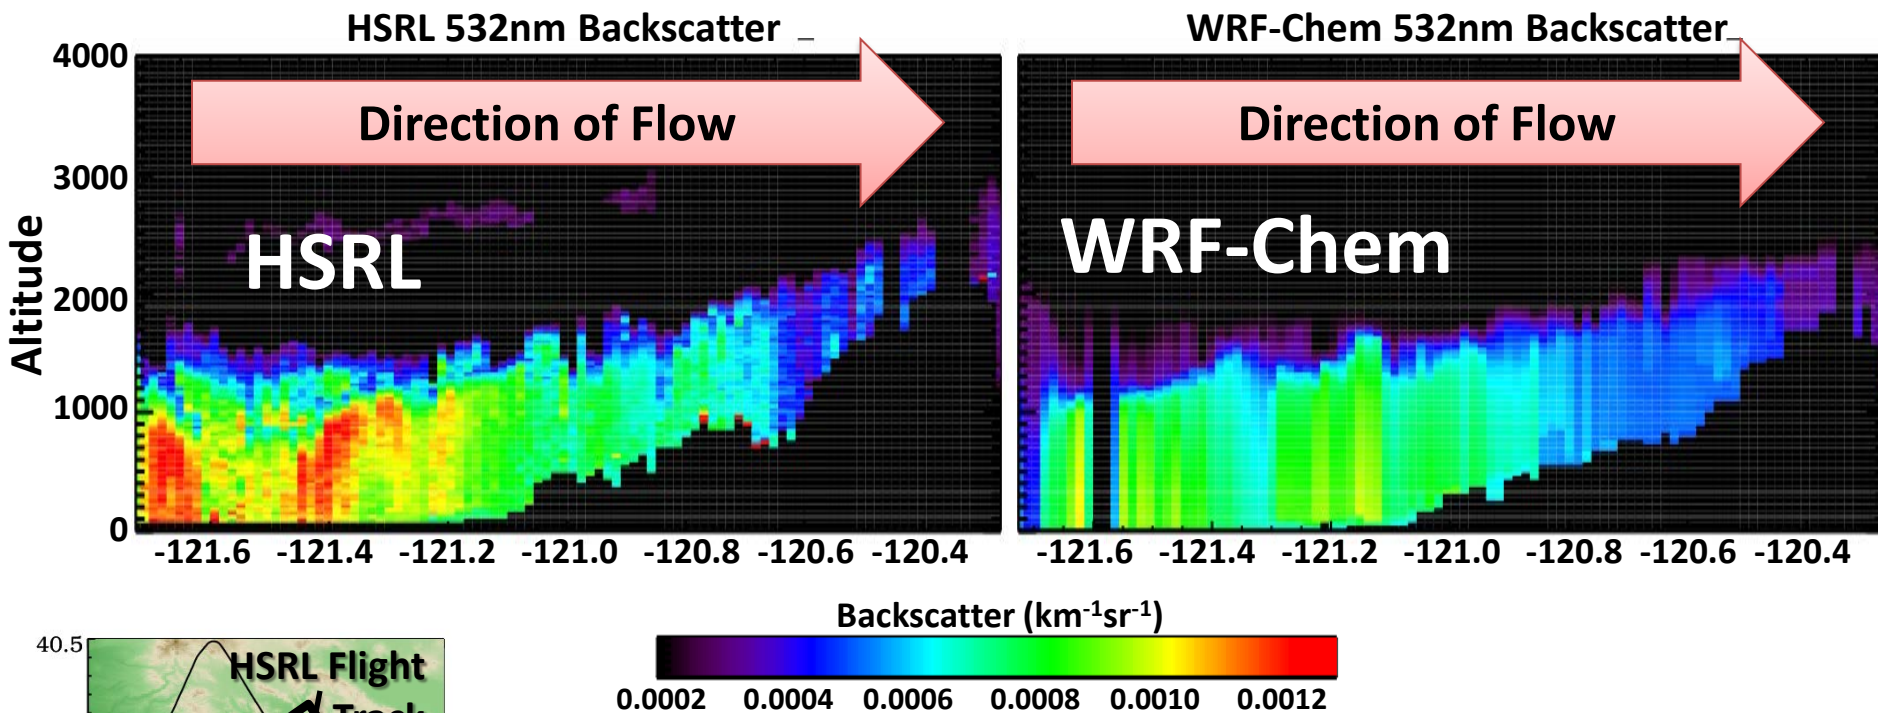 HSRL 532nm Backscatter
WRF-Chem 532nm Backscatter
4000
3000
2000
1000
0
Altitude
Direction of Flow
HSRL
-121.6 -121.4 -121.2 -121.0 -120.8 -120.6 -120.4
Direction of Flow
WRF-Chem
-121.6 -121.4 -121.2 -121.0 -120.8 -120.6 -120.4
Backscatter (km⁻¹sr⁻¹)
0.0002 0.0004 0.0006 0.0008 0.0010 0.0012
40.5
HSRL Flight
Track